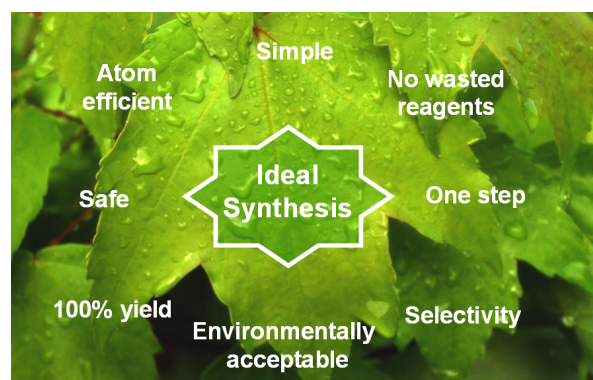 Simple
Atom
efficient
No wasted
reagents
Ideal
Synthesis
Safe
One step
100% yield
Selectivity
Environmentally
acceptable